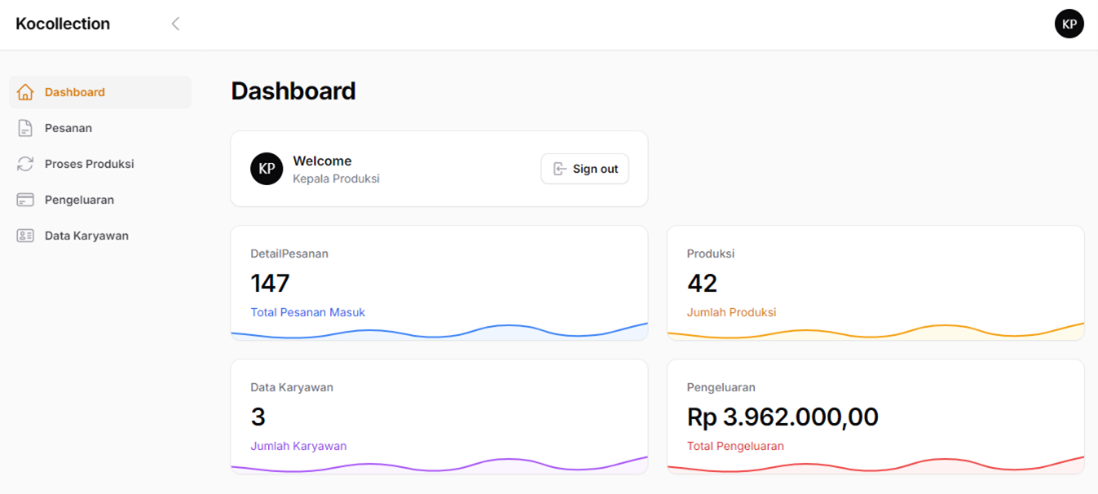 Kocollection
KP
Dashboard
Pesanan
Proses Produksi
Pengeluaran
Data Karyawan
Dashboard
KP
Welcome
Kepala Produksi
Sign out
DetailPesanan
147
Total Pesanan Masuk
Produksi
42
Jumlah Produksi
Data Karyawan
3
Jumlah Karyawan
Pengeluaran
Rp 3.962.000,00
Total Pengeluaran